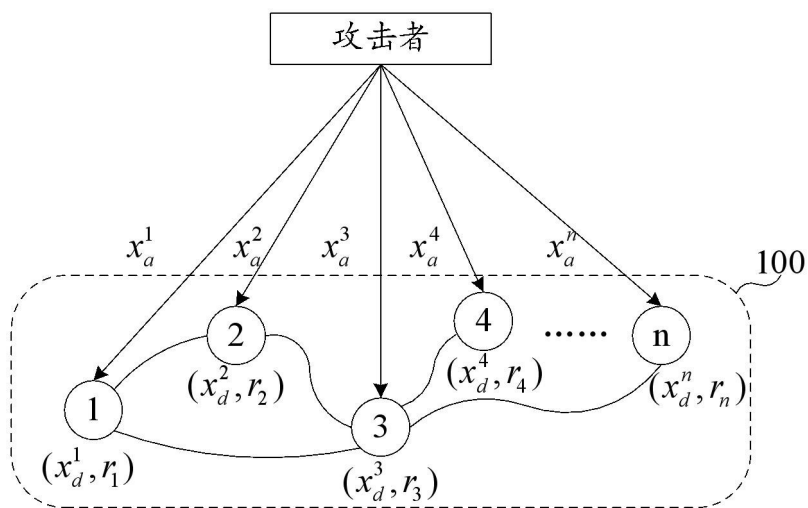 攻击者
x_a^1 x_a^2 x_a^3 x_a^4 x_a^n
100
1
2
3
4
……
n
(x_d^1, r_1)
(x_d^2, r_2)
(x_d^3, r_3)
(x_d^4, r_4)
(x_d^n, r_n)